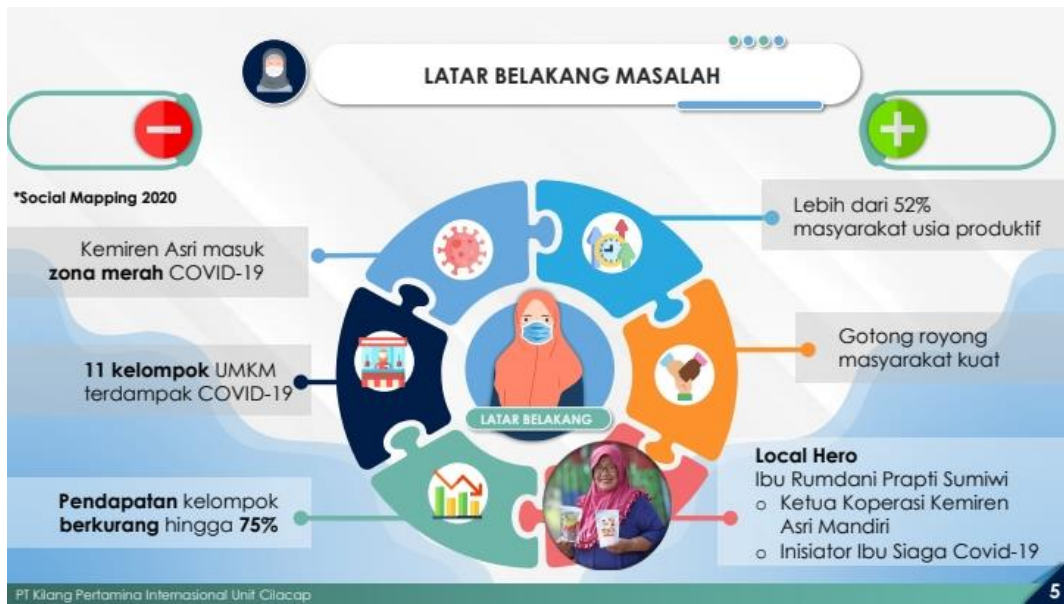 LATAR BELAKANG MASALAH
*Social Mapping 2020
Kemiren Asri masuk
zona merah COVID-19
11 kelompok UMKM
terdampak COVID-19
Pendapatan kelompok
berkurang hingga 75%
LATAR BELAKANG
Lebih dari 52%
masyarakat usia produktif
Gotong royong
masyarakat kuat
Local Hero
Ibu Rumdani Prapti Sumiwi
o Ketua Koperasi Kemiren
Asri Mandiri
o Inisiator Ibu Siaga Covid-19
PT Kilang Pertamina Internasional Unit Cilacap
5